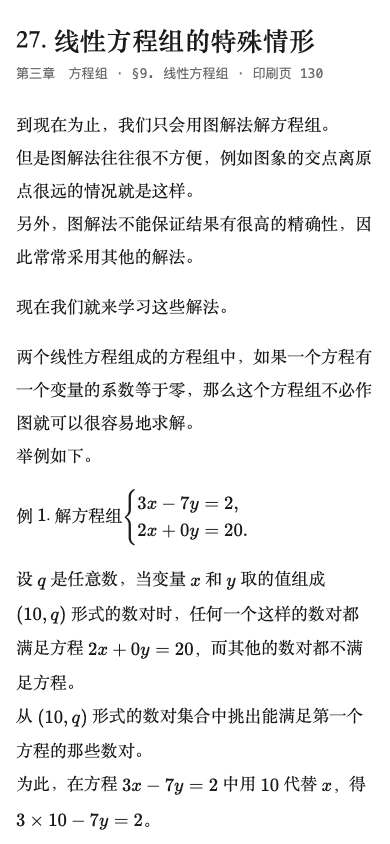 27. 线性方程组的特殊情形
第三章　方程组 · §9. 线性方程组 · 印刷页 130
到现在为止，我们只会用图解法解方程组。
但是图解法往往很不方便，例如图象的交点离原
点很远的情况就是这样。
另外，图解法不能保证结果有很高的精确性，因
此常常采用其他的解法。
现在我们就来学习这些解法。
两个线性方程组成的方程组中，如果一个方程有
一个变量的系数等于零，那么这个方程组不必作
图就可以很容易地求解。
举例如下。
例 1. 解方程组 { 3x − 7y = 2,
2x + 0y = 20.
设 q 是任意数，当变量 x 和 y 取的值组成
(10, q) 形式的数对时，任何一个这样的数对都
满足方程 2x + 0y = 20，而其他的数对都不满
足方程。
从 (10, q) 形式的数对集合中挑出能满足第一个
方程的那些数对。
为此，在方程 3x − 7y = 2 中用 10 代替 x，得
3 × 10 − 7y = 2。